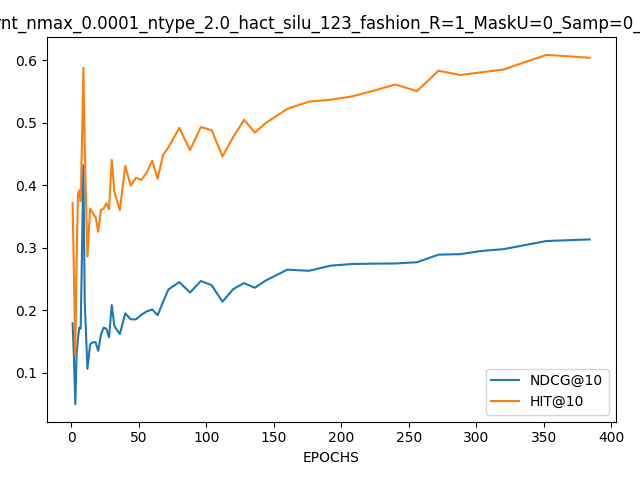 rnt_nmax_0.0001_ntype_2.0_hact_silu_123_fashion_R=1_MaskU=0_Samp=0_
0.6
0.5
0.4
0.3
0.2
0.1
NDCG@10
HIT@10
0 50 100 150 200 250 300 350 400
EPOCHS